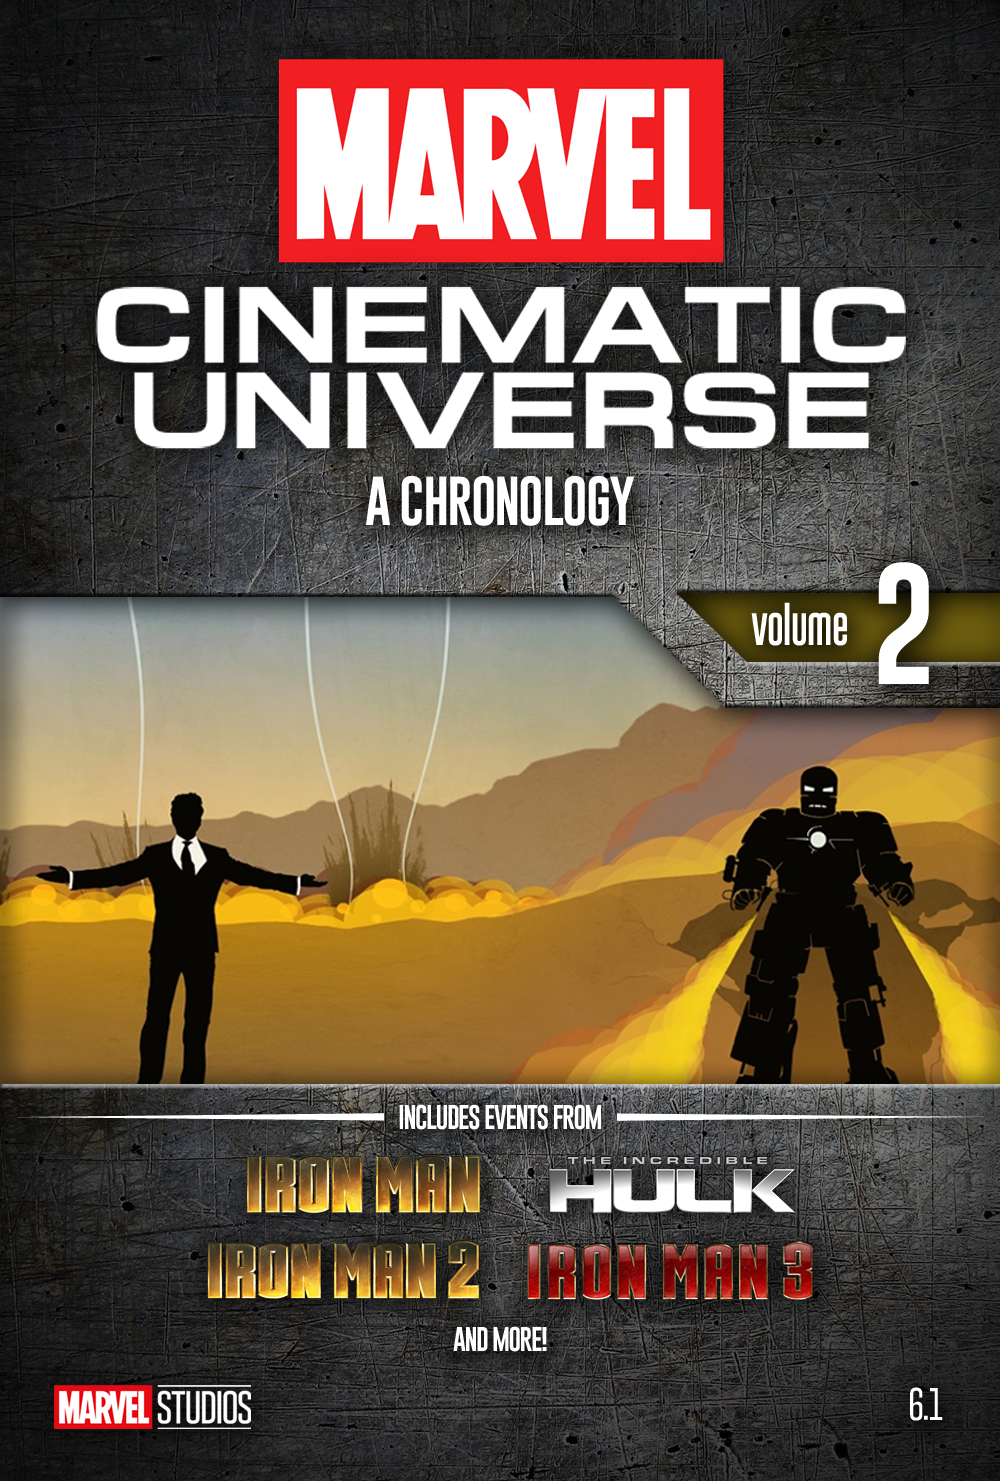 MARVEL
CINEMATIC
UNIVERSE
A CHRONOLOGY
volume 2
INCLUDES EVENTS FROM
IRON MAN
THE INCREDIBLE
HULK
IRON MAN 2
IRON MAN 3
AND MORE!
MARVEL STUDIOS
6.1